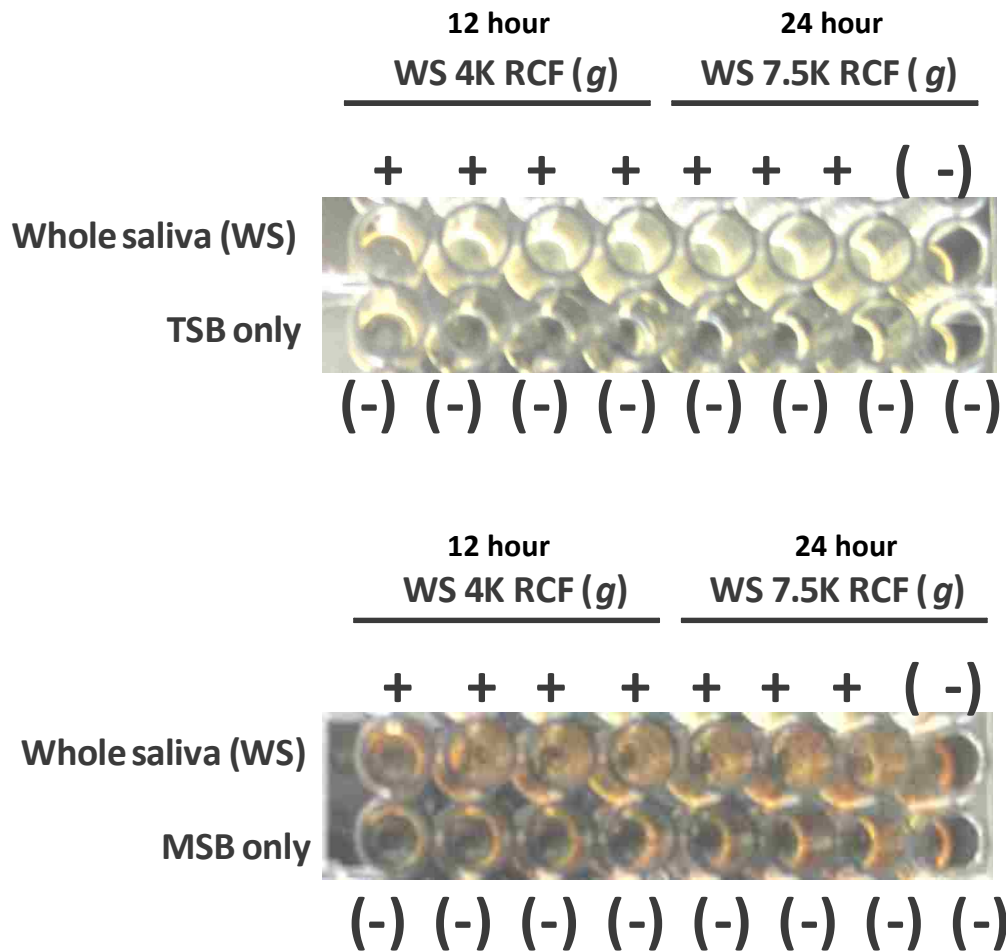 12 hour 24 hour
WS 4K RCF (g) WS 7.5K RCF (g)
+ + + + + + + (-)
Whole saliva (WS)
TSB only
(-) (-) (-) (-) (-) (-) (-) (-)
12 hour 24 hour
WS 4K RCF (g) WS 7.5K RCF (g)
+ + + + + + + (-)
Whole saliva (WS)
MSB only
(-) (-) (-) (-) (-) (-) (-) (-)